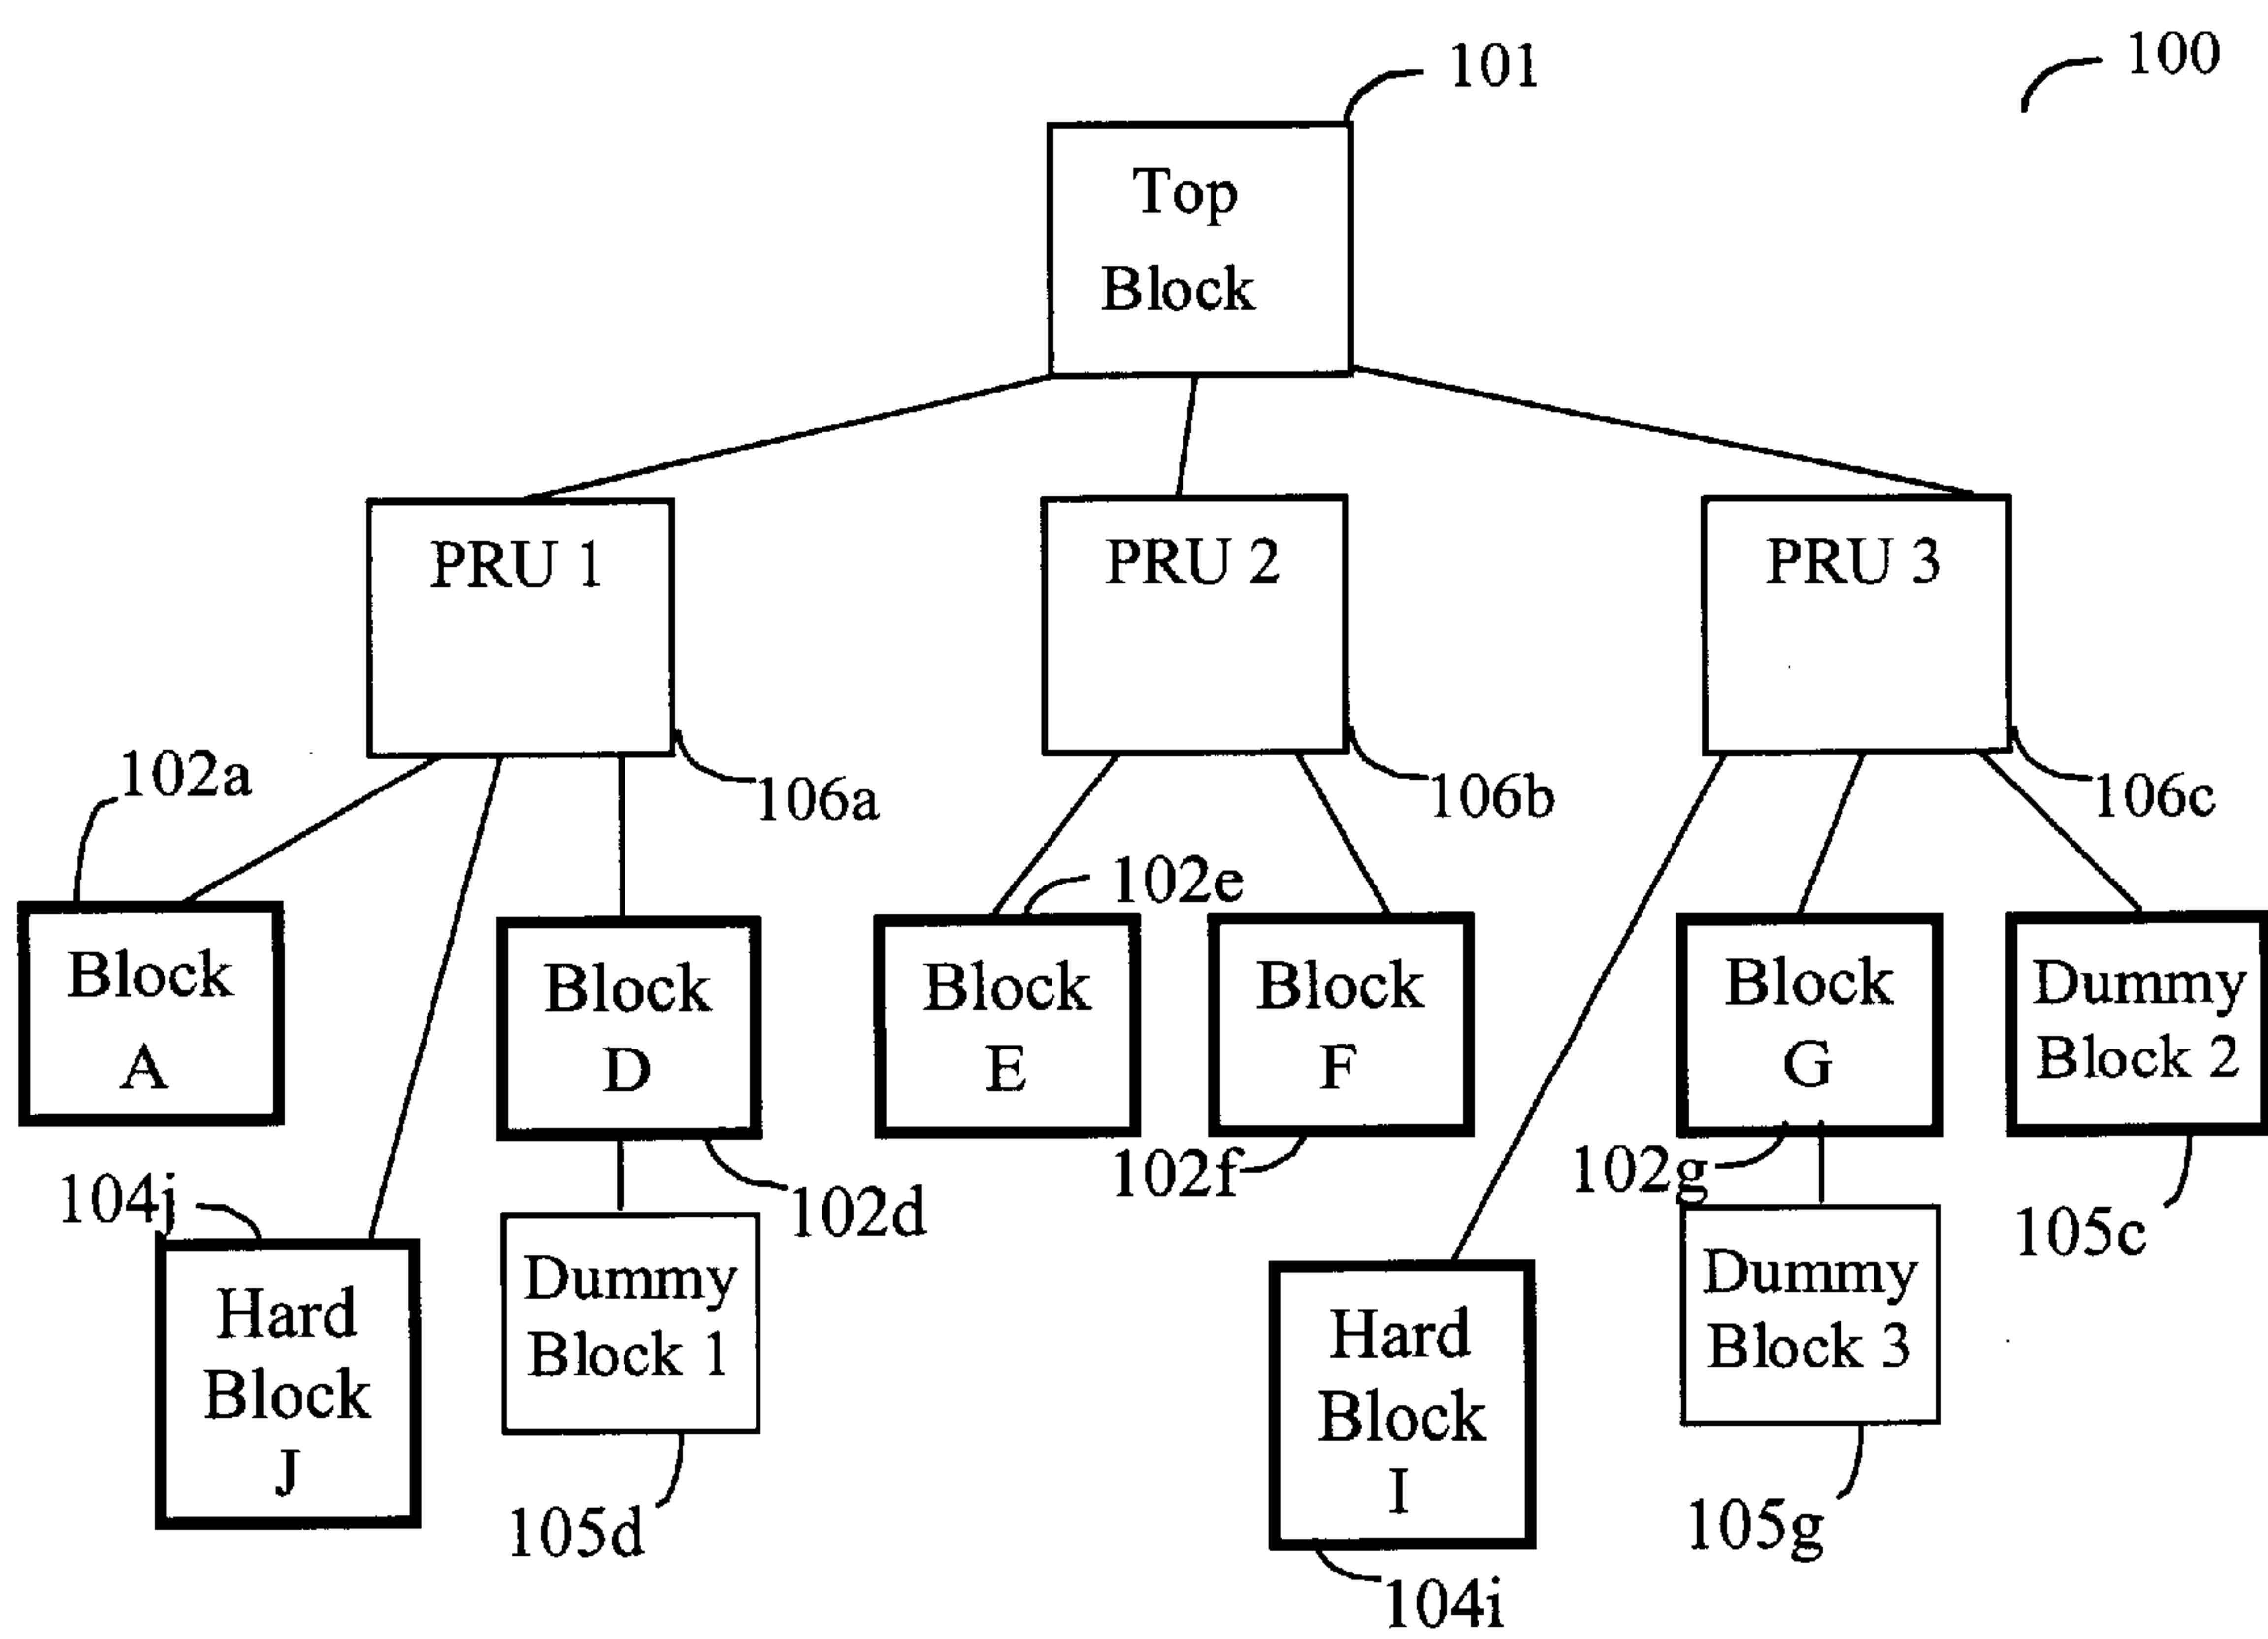 100
101
Top
Block
PRU 1
PRU 2
PRU 3
102a
106a
106b
106c
102e
Block
A
Block
D
Block
E
Block
F
Block
G
Dummy
Block 2
104j
102d
102f
102g
105c
Hard
Block
J
Dummy
Block 1
Hard
Block
I
Dummy
Block 3
105d
105g
104i